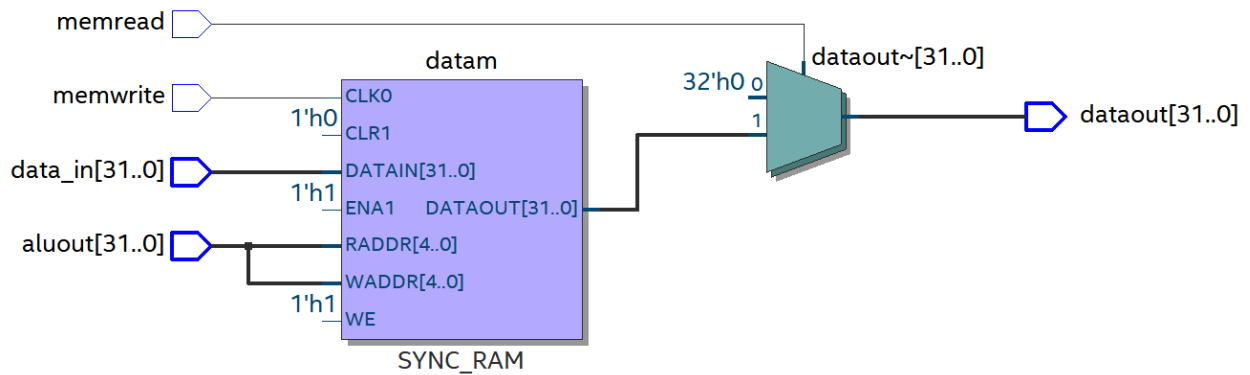 memread
datam
dataout~[31..0]
32'h0 0
memwrite
CLK0
1'h0
CLR1
1
dataout[31..0]
data_in[31..0]
DATAIN[31..0]
1'h1
ENA1 DATAOUT[31..0]
aluout[31..0]
RADDR[4..0]
WADDR[4..0]
1'h1
WE
SYNC_RAM